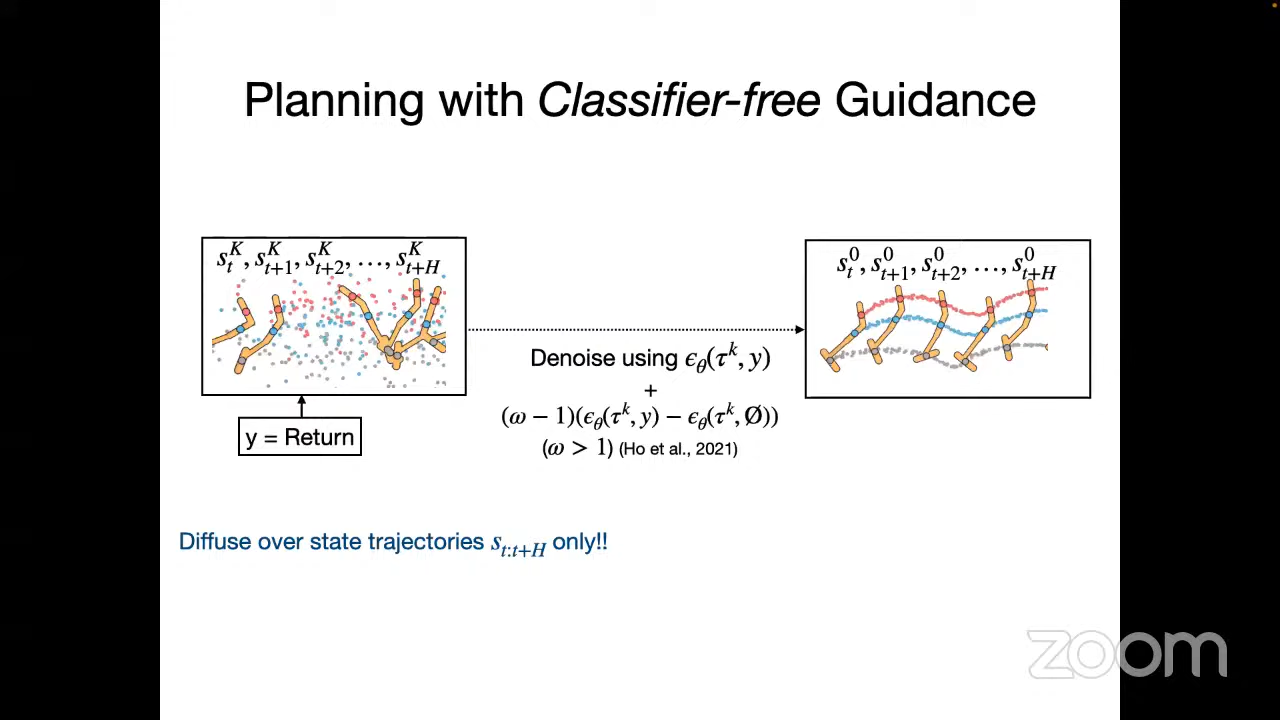 Planning with Classifier-free Guidance
s_t^K, s_{t+1}^K, s_{t+2}^K, …, s_{t+H}^K
s_t^0, s_{t+1}^0, s_{t+2}^0, …, s_{t+H}^0
Denoise using ϵ_θ(τ^k, y)
+
(ω − 1)(ϵ_θ(τ^k, y) − ϵ_θ(τ^k, Ø))
(ω > 1) (Ho et al., 2021)
y = Return
Diffuse over state trajectories s_{t:t+H} only!!
zoom